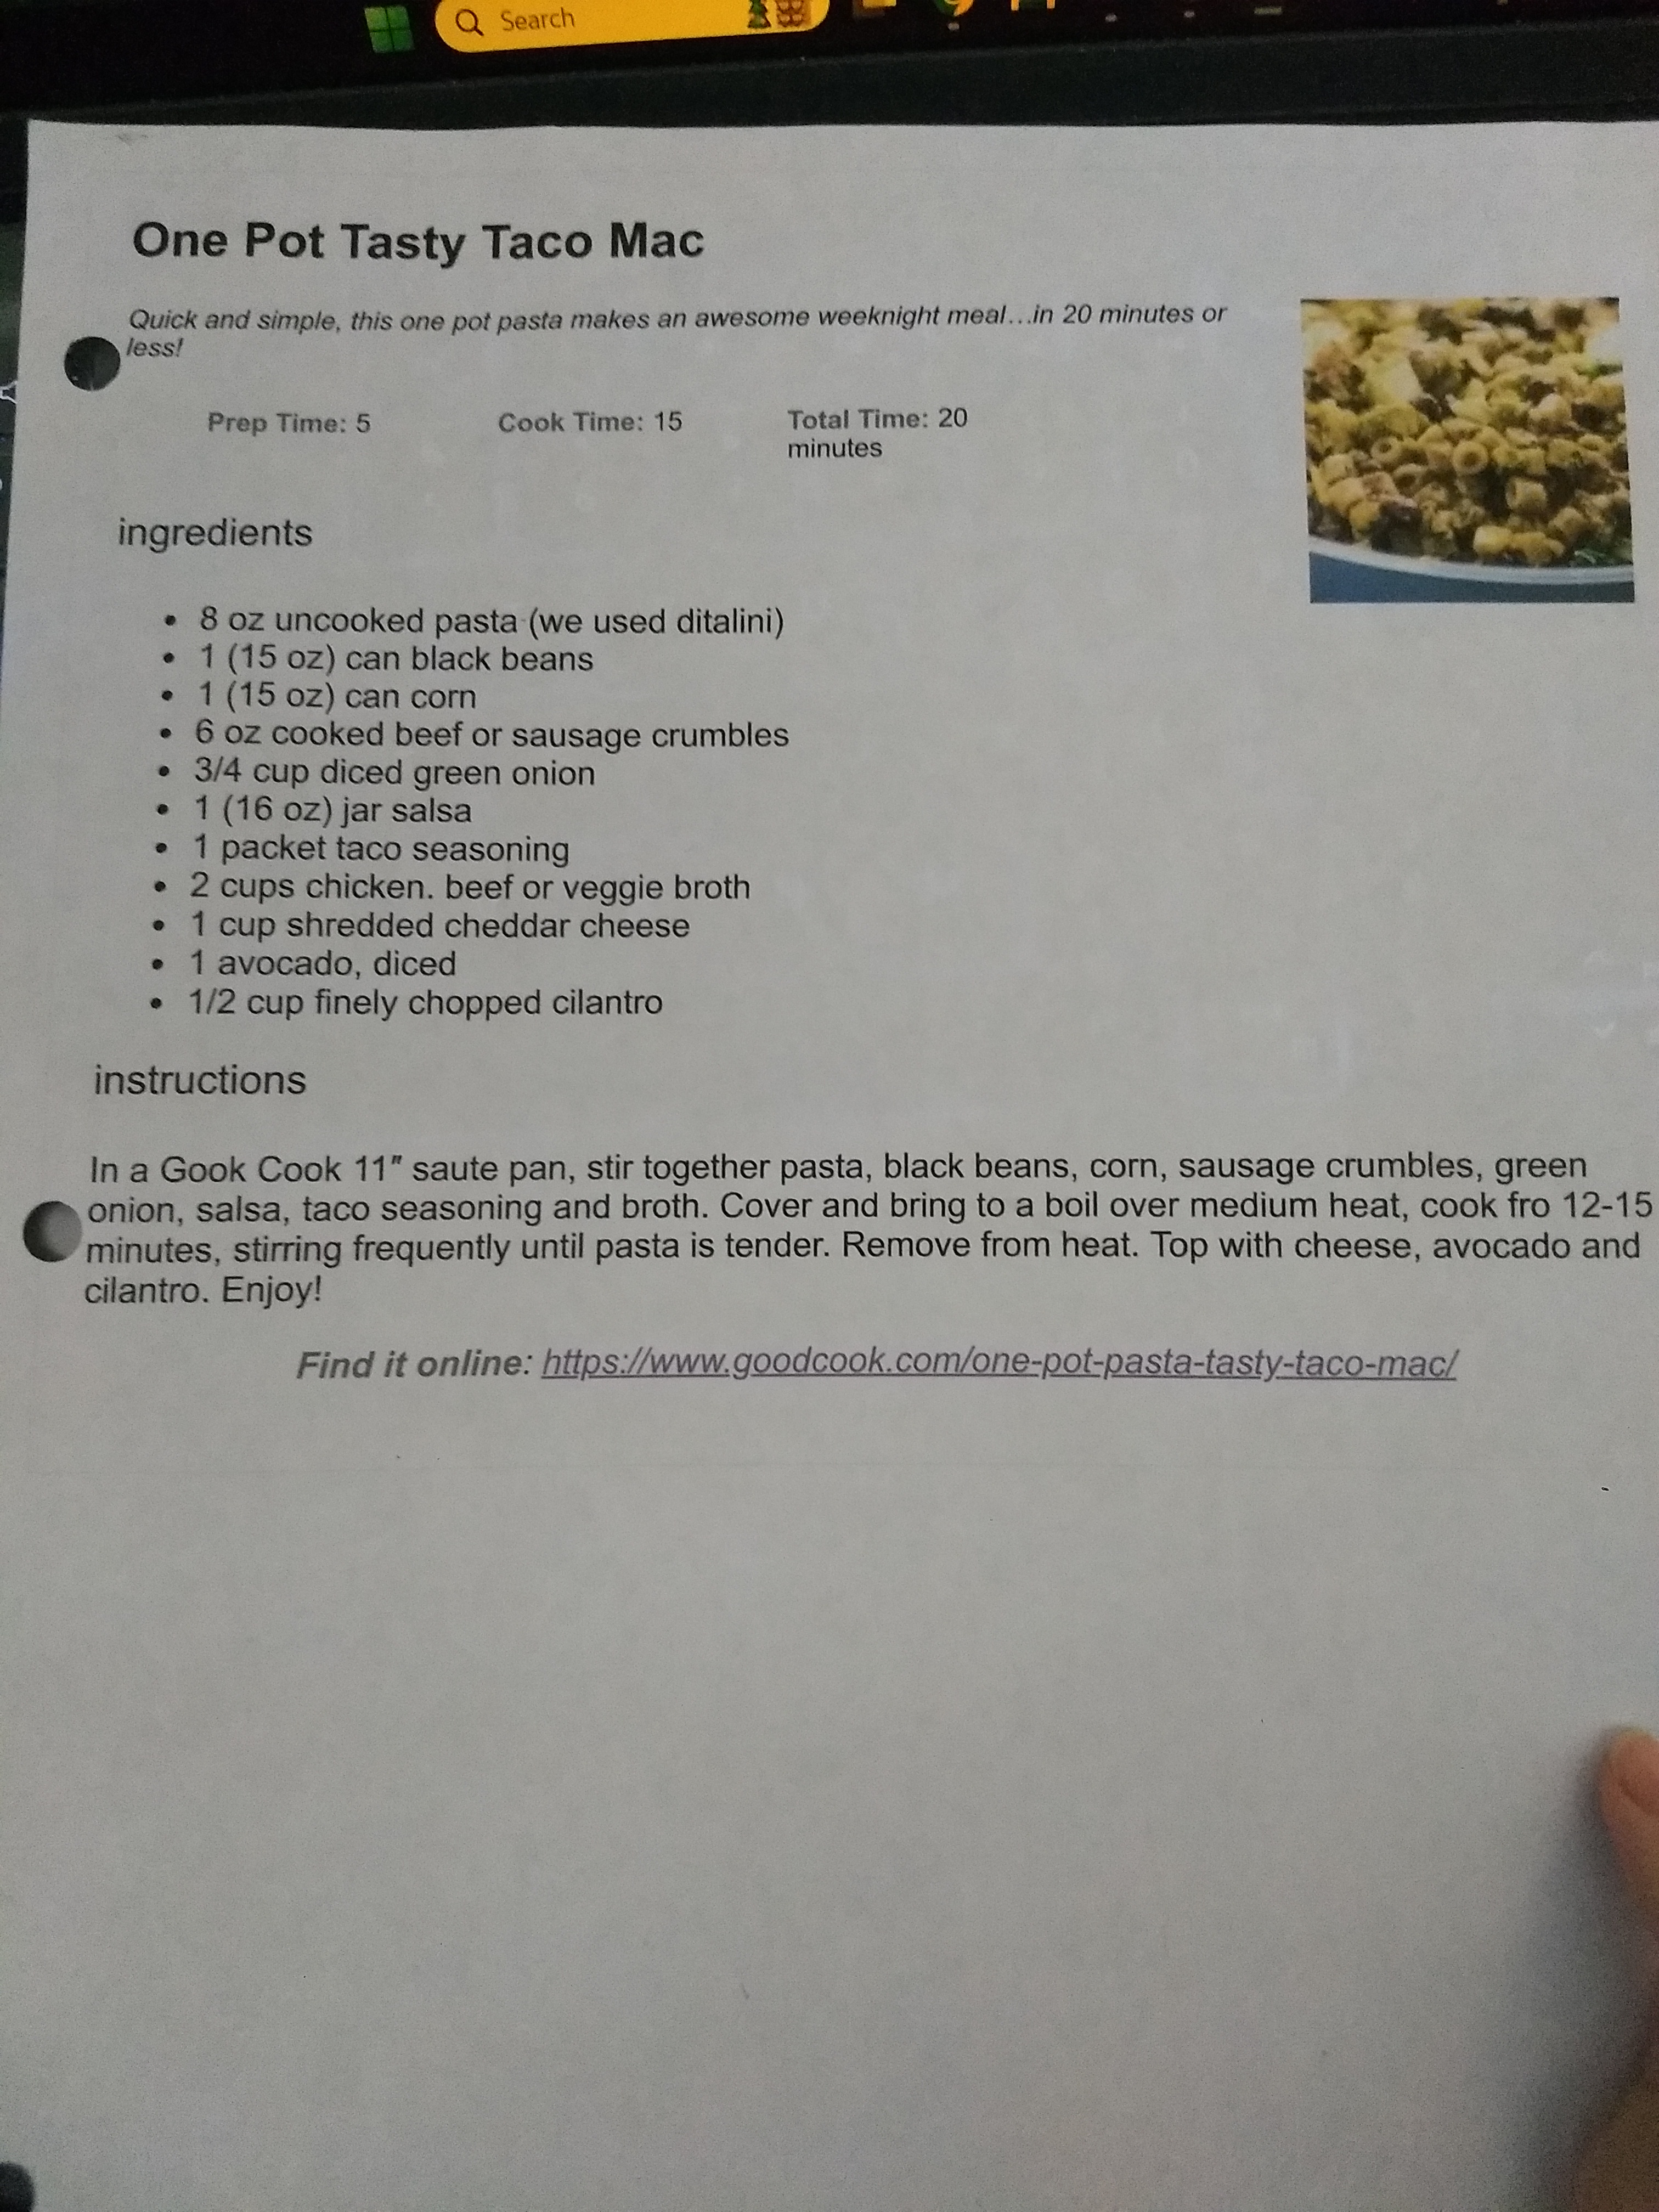 Search
One Pot Tasty Taco Mac
Quick and simple, this one pot pasta makes an awesome weeknight meal…in 20 minutes or
less!
Prep Time: 5 Cook Time: 15 Total Time: 20
minutes
ingredients
• 8 oz uncooked pasta (we used ditalini)
• 1 (15 oz) can black beans
• 1 (15 oz) can corn
• 6 oz cooked beef or sausage crumbles
• 3/4 cup diced green onion
• 1 (16 oz) jar salsa
• 1 packet taco seasoning
• 2 cups chicken. beef or veggie broth
• 1 cup shredded cheddar cheese
• 1 avocado, diced
• 1/2 cup finely chopped cilantro
instructions
In a Gook Cook 11″ saute pan, stir together pasta, black beans, corn, sausage crumbles, green
onion, salsa, taco seasoning and broth. Cover and bring to a boil over medium heat, cook fro 12-15
minutes, stirring frequently until pasta is tender. Remove from heat. Top with cheese, avocado and
cilantro. Enjoy!
Find it online: https://www.goodcook.com/one-pot-pasta-tasty-taco-mac/